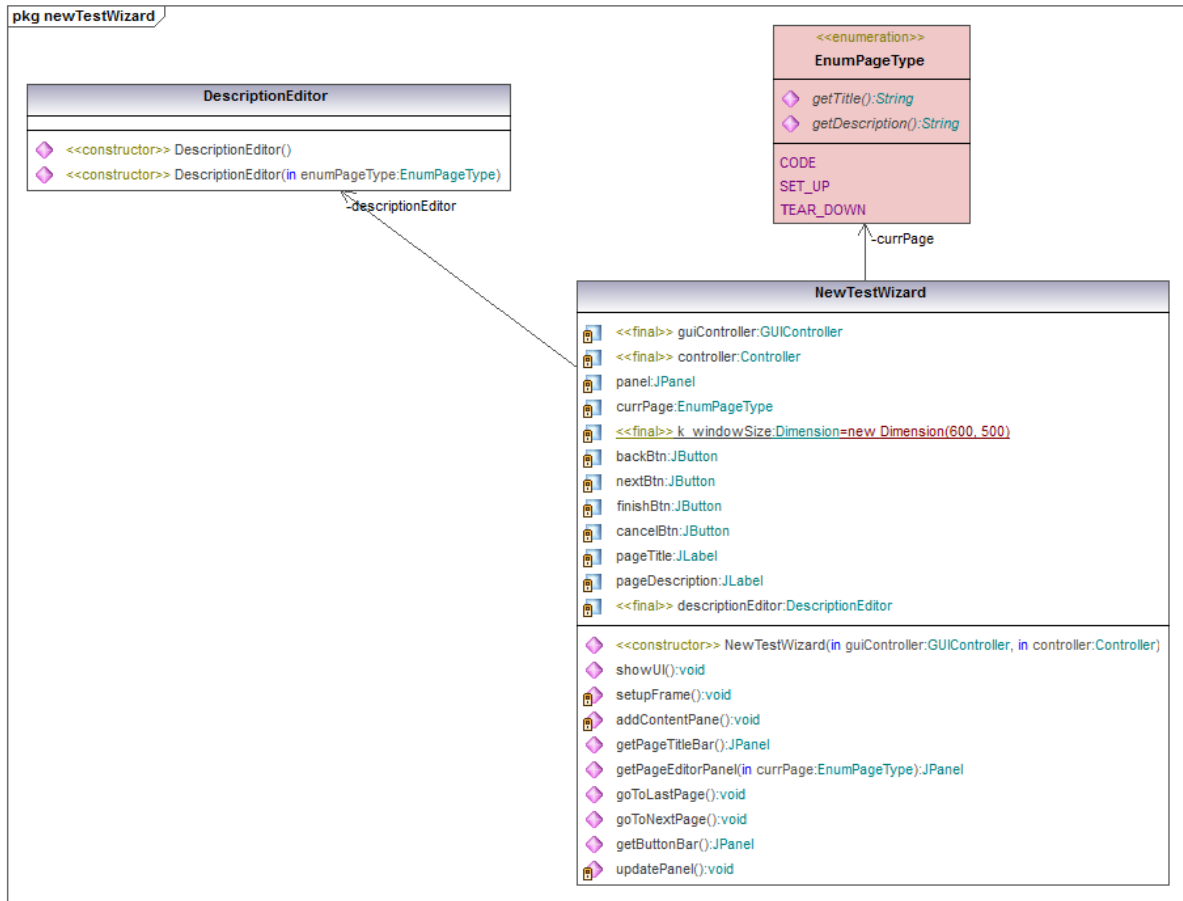 pkg newTestWizard
<<enumeration>>
EnumPageType
getTitle():String
getDescription():String
CODE
SET_UP
TEAR_DOWN
DescriptionEditor
<<constructor>> DescriptionEditor()
<<constructor>> DescriptionEditor(in enumPageType:EnumPageType)
-descriptionEditor
-currPage
NewTestWizard
<<final>> guiController:GUIController
<<final>> controller:Controller
panel:JPanel
currPage:EnumPageType
<<final>> k_windowSize:Dimension=new Dimension(600, 500)
backBtn:JButton
nextBtn:JButton
finishBtn:JButton
cancelBtn:JButton
pageTitle:JLabel
pageDescription:JLabel
<<final>> descriptionEditor:DescriptionEditor
<<constructor>> NewTestWizard(in guiController:GUIController, in controller:Controller)
showUI():void
setupFrame():void
addContentPane():void
getPageTitleBar():JPanel
getPageEditorPanel(in currPage:EnumPageType):JPanel
goToLastPage():void
goToNextPage():void
getButtonBar():JPanel
updatePanel():void